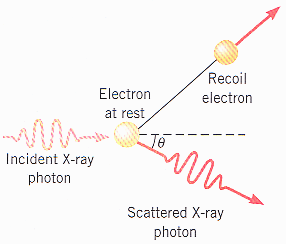 Electron
at rest
Recoil
electron
θ
Incident X-ray
photon
Scattered X-ray
photon